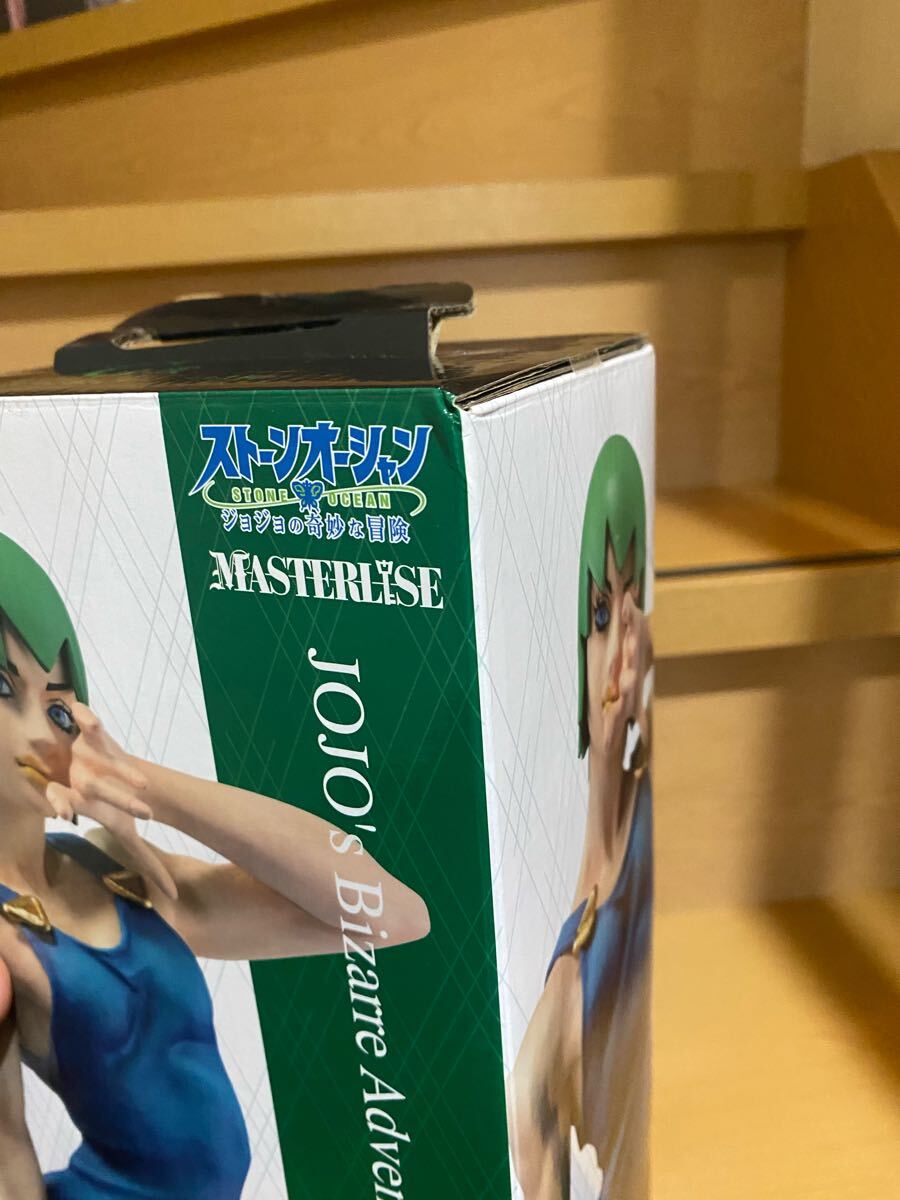 ストーンオーシャン
STONE OCEAN
ジョジョの奇妙な冒険
MASTERLISE
JOJO's Bizarre Adven